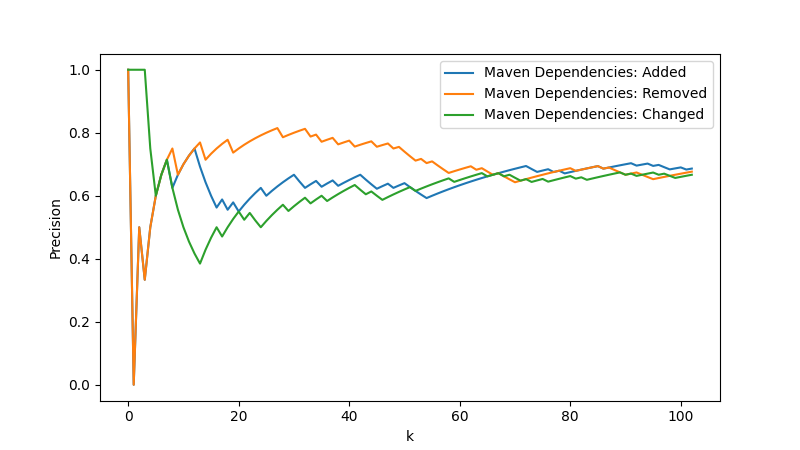 Maven Dependencies: Added
Maven Dependencies: Removed
Maven Dependencies: Changed
1.0
0.8
0.6
0.4
0.2
0.0
Precision
0 20 40 60 80 100
k